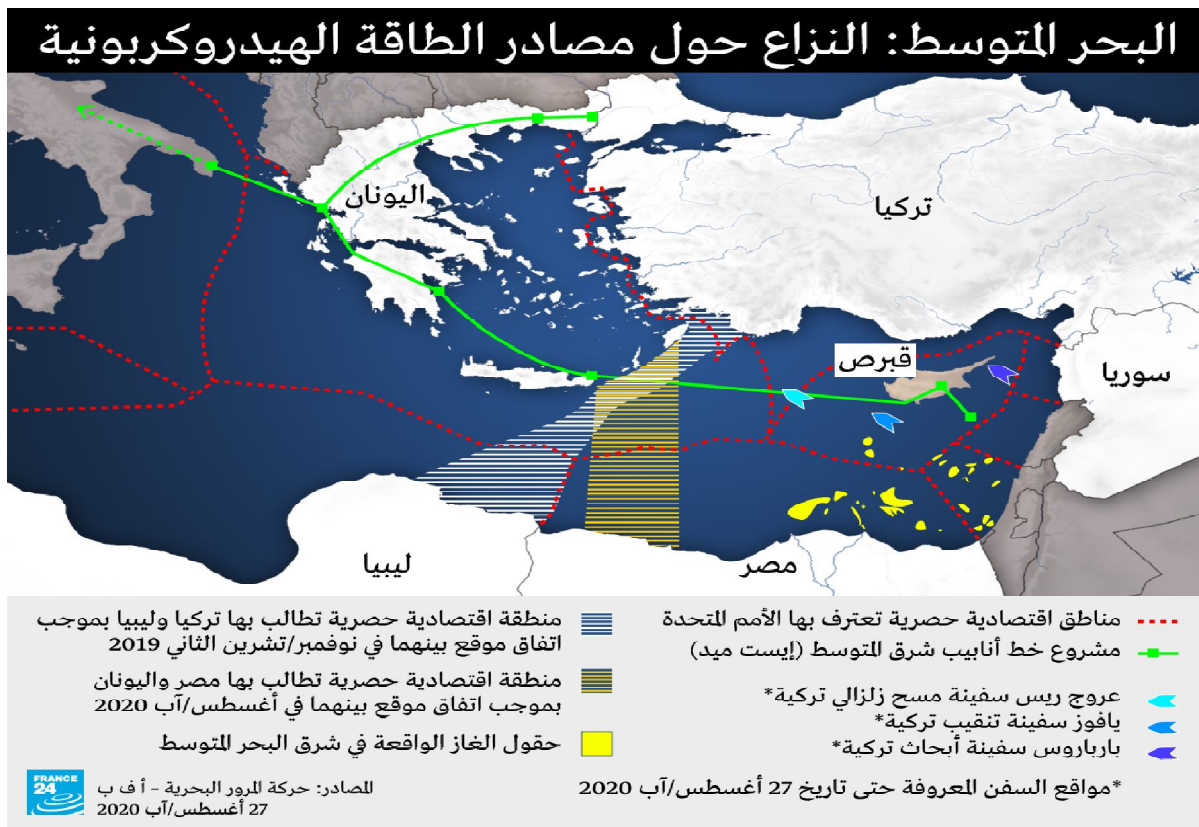 البحر المتوسط: النزاع حول مصادر الطاقة الهيدروكربونية
اليونان
تركيا
قبرص
سوريا
ليبيا
مصر
مناطق اقتصادية حصرية تعترف بها الأمم المتحدة
مشروع خط أنابيب شرق المتوسط (إيست ميد)
عروج ريس سفينة مسح زلزالي تركية*
يافوز سفينة تنقيب تركية*
بارباروس سفينة أبحاث تركية*
*مواقع السفن المعروفة حتى تاريخ 27 أغسطس/آب 2020
منطقة اقتصادية حصرية تطالب بها تركيا وليبيا بموجب
اتفاق موقع بينهما في نوفمبر/تشرين الثاني 2019
منطقة اقتصادية حصرية تطالب بها مصر واليونان
بموجب اتفاق موقع بينهما في أغسطس/آب 2020
حقول الغاز الواقعة في شرق البحر المتوسط
المصادر: حركة المرور البحرية - أ ف ب
27 أغسطس/آب 2020
FRANCE
24